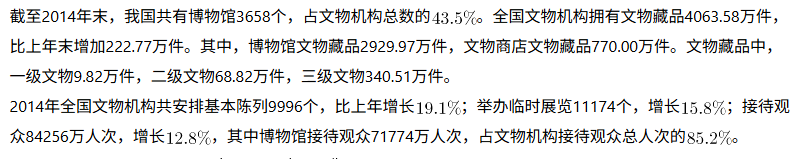 截至2014年末，我国共有博物馆3658个，占文物机构总数的43.5%。全国文物机构拥有文物藏品4063.58万件，
比上年末增加222.77万件。其中，博物馆文物藏品2929.97万件，文物商店文物藏品770.00万件。文物藏品中，
一级文物9.82万件，二级文物68.82万件，三级文物340.51万件。
2014年全国文物机构共安排基本陈列9996个，比上年增长19.1%；举办临时展览11174个，增长15.8%；接待观
众84256万人次，增长12.8%，其中博物馆接待观众71774万人次，占文物机构接待观众总人次的85.2%。